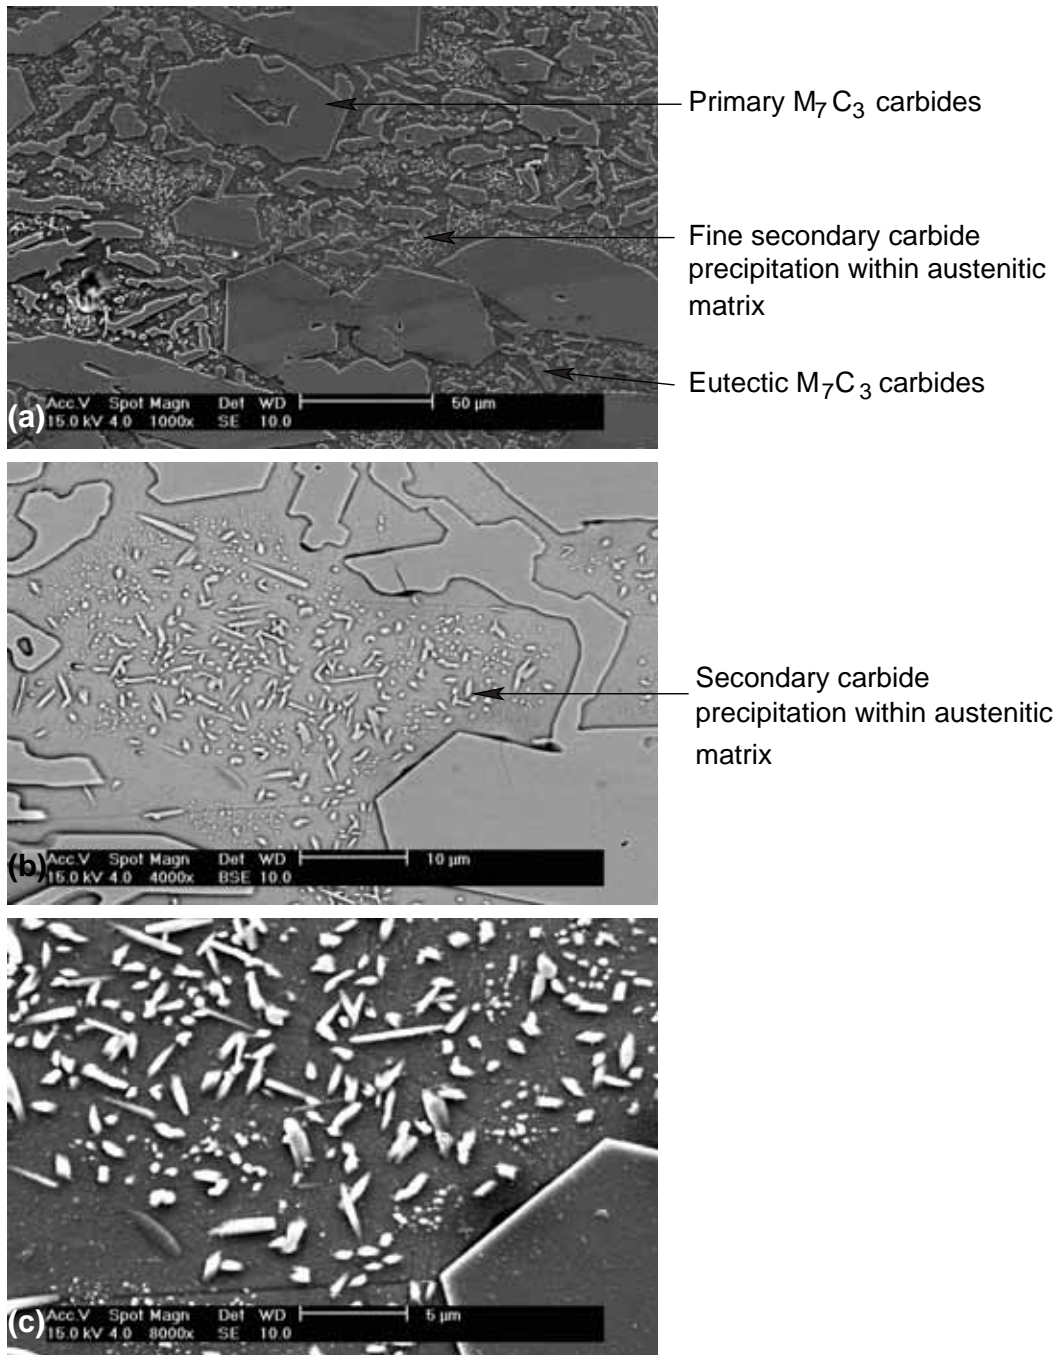 Primary M7C3 carbides
Fine secondary carbide
precipitation within austenitic
matrix
Eutectic M7C3 carbides
(a)
Acc.V Spot Magn Det WD 50 µm
15.0 kV 4.0 1000x SE 10.0
Secondary carbide
precipitation within austenitic
matrix
(b)
Acc.V Spot Magn Det WD 10 µm
15.0 kV 4.0 4000x BSE 10.0
(c)
Acc.V Spot Magn Det WD 5 µm
15.0 kV 4.0 8000x SE 10.0